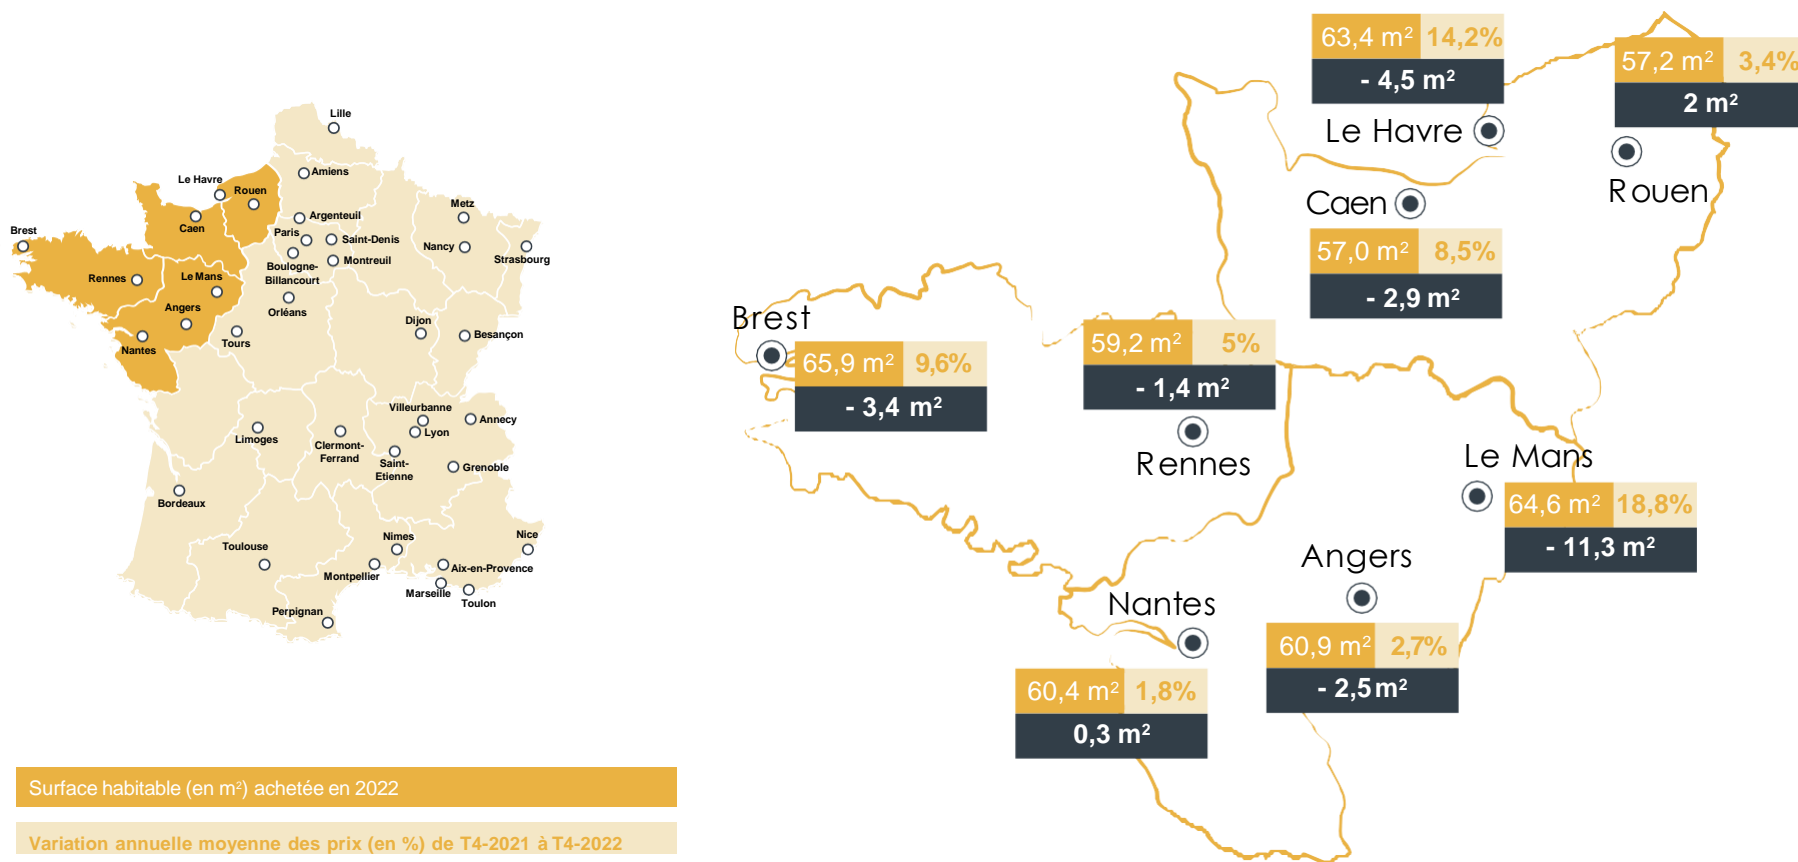 Lille
Amiens
Le Havre
Rouen
Caen
Argenteuil
Paris
Saint-Denis
Boulogne-
Billancourt
Montreuil
Metz
Nancy
Strasbourg
Brest
Rennes
Le Mans
Angers
Nantes
Orléans
Tours
Dijon
Besançon
Villeurbanne
Lyon
Annecy
Limoges
Clermont-
Ferrand
Saint-
Etienne
Grenoble
Bordeaux
Toulouse
Nimes
Montpellier
Nice
Aix-en-Provence
Marseille
Toulon
Perpignan
Surface habitable (en m²) achetée en 2022
Variation annuelle moyenne des prix (en %) de T4-2021 à T4-2022
63,4 m² 14,2%
- 4,5 m²
Le Havre
57,2 m² 3,4%
2 m²
Rouen
Caen
57,0 m² 8,5%
- 2,9 m²
Brest
65,9 m² 9,6%
- 3,4 m²
59,2 m² 5%
- 1,4 m²
Rennes
Le Mans
64,6 m² 18,8%
- 11,3 m²
Angers
60,9 m² 2,7%
- 2,5 m²
Nantes
60,4 m² 1,8%
0,3 m²